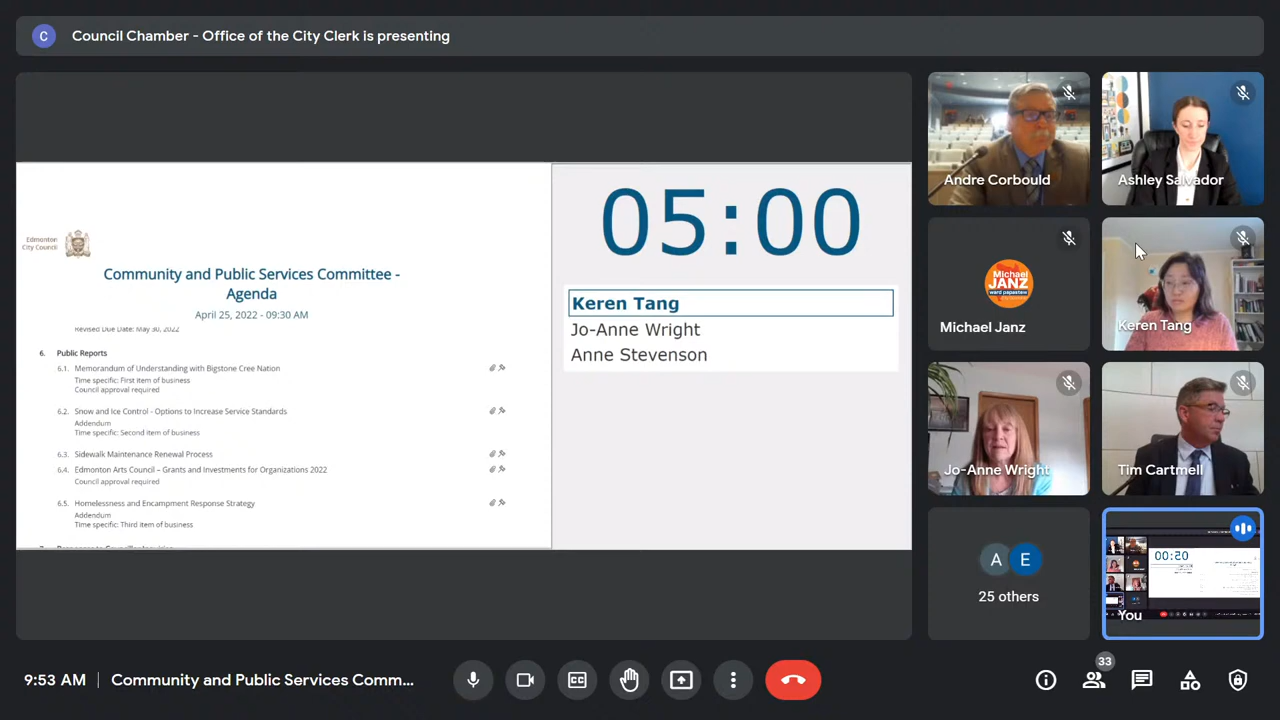 C Council Chamber - Office of the City Clerk is presenting
Edmonton
City Council
Community and Public Services Committee -
Agenda
April 25, 2022 - 09:30 AM
Revised Due Date: May 30, 2022
6. Public Reports
6.1. Memorandum of Understanding with Bigstone Cree Nation
Time specific: First item of business
Council approval required
6.2. Snow and Ice Control - Options to Increase Service Standards
Addendum
Time specific: Second item of business
6.3. Sidewalk Maintenance Renewal Process
6.4. Edmonton Arts Council – Grants and Investments for Organizations 2022
Council approval required
6.5. Homelessness and Encampment Response Strategy
Addendum
Time specific: Third item of business
05:00
Keren Tang
Jo-Anne Wright
Anne Stevenson
Andre Corbould
Ashley Salvador
Michael
JANZ
ward papastew
Michael Janz
Keren Tang
Jo-Anne Wright
Tim Cartmell
A E
25 others
You
9:53 AM | Community and Public Services Comm...
33